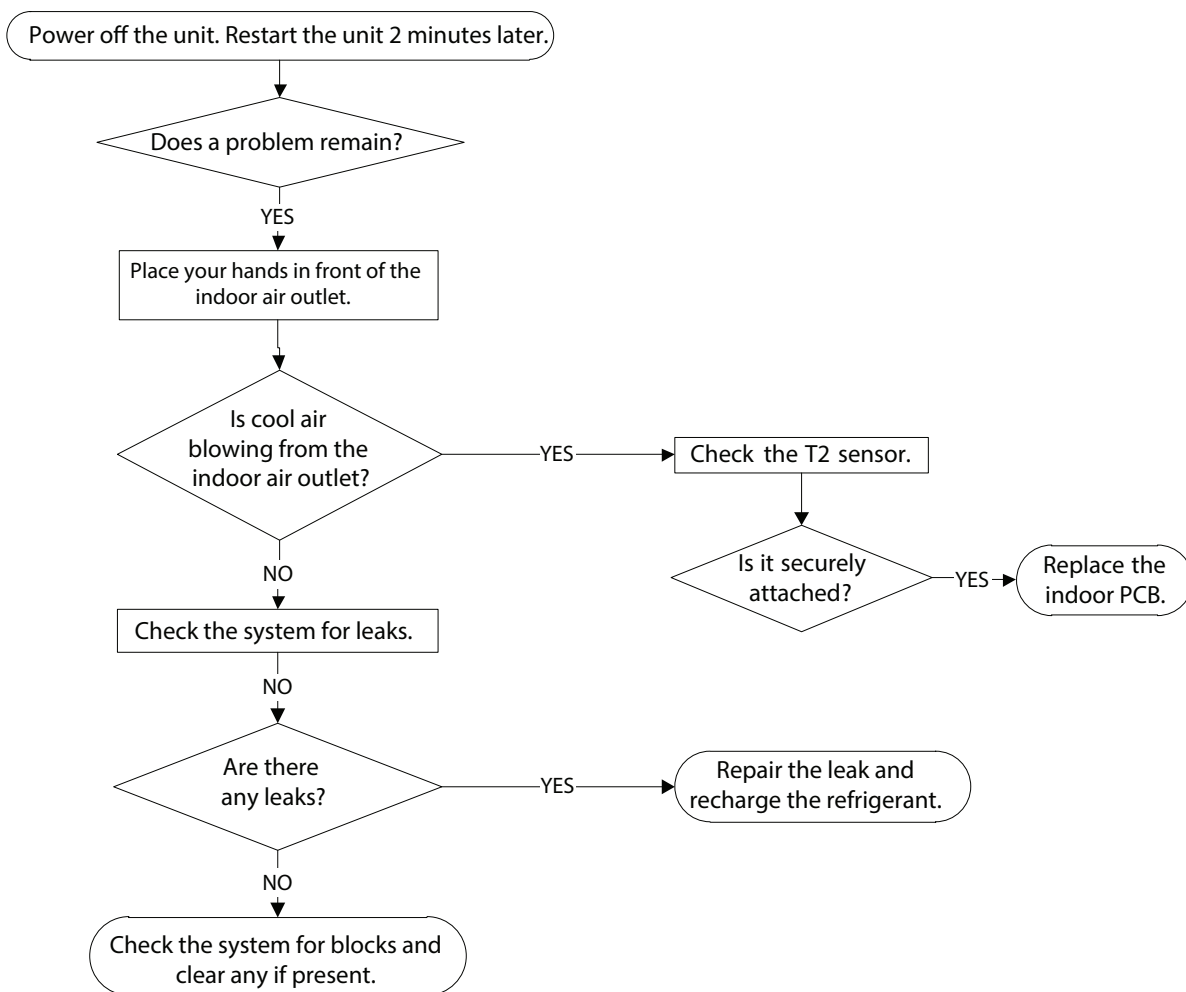 Power off the unit. Restart the unit 2 minutes later.
Does a problem remain?
YES
Place your hands in front of the
indoor air outlet.
Is cool air
blowing from the
indoor air outlet?
YES
Check the T2 sensor.
Is it securely
attached?
YES
Replace the
indoor PCB.
NO
Check the system for leaks.
NO
Are there
any leaks?
YES
Repair the leak and
recharge the refrigerant.
NO
Check the system for blocks and
clear any if present.